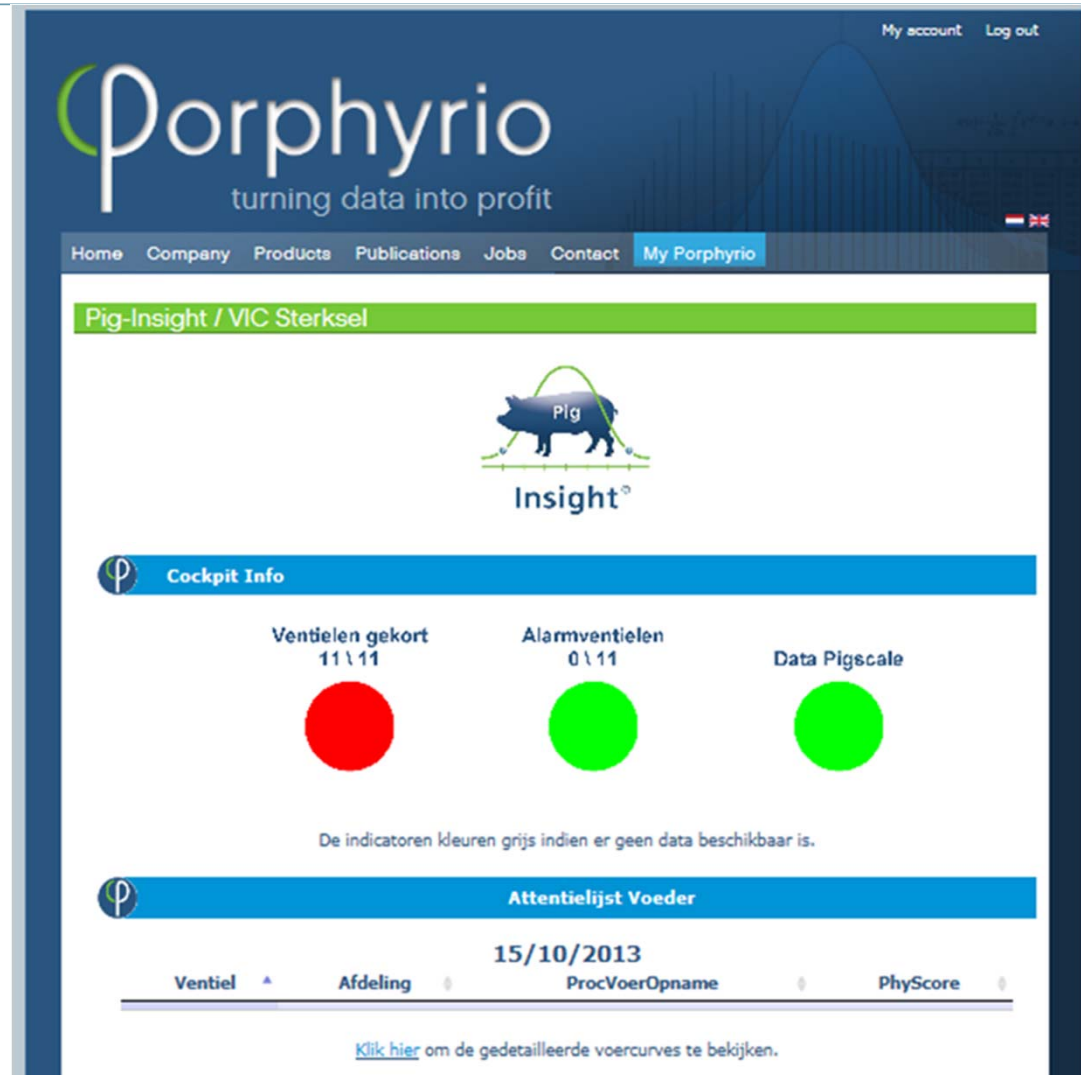 My account Log out
Porphyrio
turning data into profit
Home Company Products Publications Jobs Contact My Porphyrio
Pig-Insight / VIC Sterksel
Pig
Insight®
Cockpit Info
Ventielen gekort
11 \ 11
Alarmventielen
0 \ 11
Data Pigscale
De indicatoren kleuren grijs indien er geen data beschikbaar is.
Attentielijst Voeder
15/10/2013
Ventiel Afdeling ProcVoerOpname PhyScore
Klik hier om de gedetailleerde voercurves te bekijken.